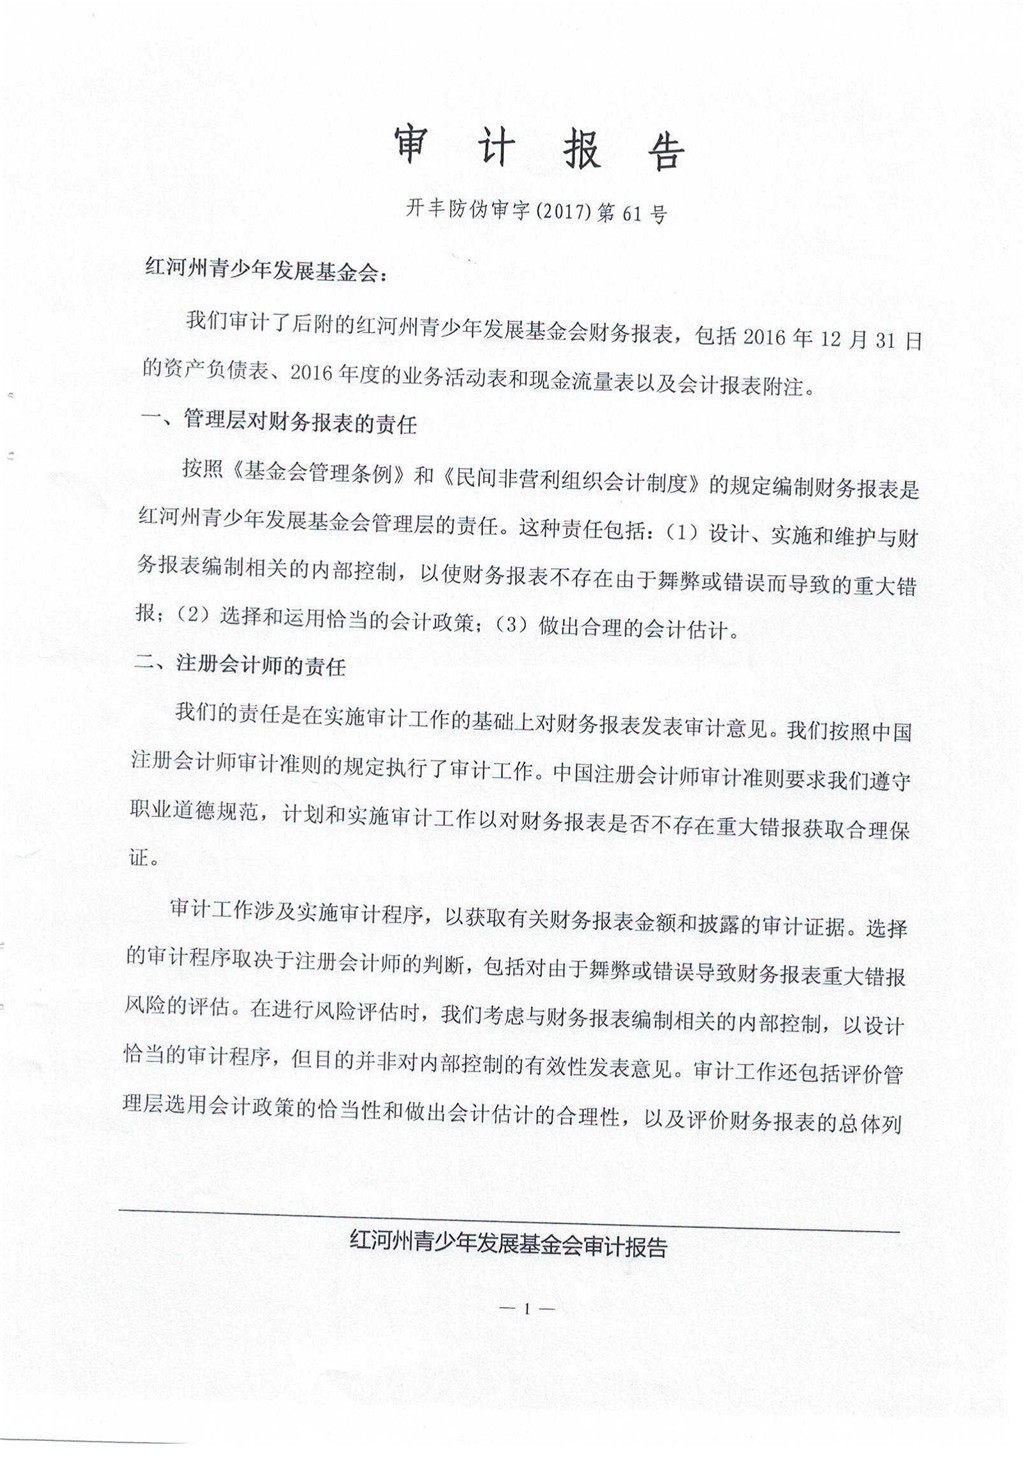 审 计 报 告
开丰防伪审字(2017)第 61 号
红河州青少年发展基金会：
我们审计了后附的红河州青少年发展基金会财务报表，包括 2016 年 12 月 31 日
的资产负债表、2016 年度的业务活动表和现金流量表以及会计报表附注。
一、管理层对财务报表的责任
按照《基金会管理条例》和《民间非营利组织会计制度》的规定编制财务报表是
红河州青少年发展基金会管理层的责任。这种责任包括：（1）设计、实施和维护与财
务报表编制相关的内部控制，以使财务报表不存在由于舞弊或错误而导致的重大错
报；（2）选择和运用恰当的会计政策；（3）做出合理的会计估计。
二、注册会计师的责任
我们的责任是在实施审计工作的基础上对财务报表发表审计意见。我们按照中国
注册会计师审计准则的规定执行了审计工作。中国注册会计师审计准则要求我们遵守
职业道德规范，计划和实施审计工作以对财务报表是否不存在重大错报获取合理保
证。
审计工作涉及实施审计程序，以获取有关财务报表金额和披露的审计证据。选择
的审计程序取决于注册会计师的判断，包括对由于舞弊或错误导致财务报表重大错报
风险的评估。在进行风险评估时，我们考虑与财务报表编制相关的内部控制，以设计
恰当的审计程序，但目的并非对内部控制的有效性发表意见。审计工作还包括评价管
理层选用会计政策的恰当性和做出会计估计的合理性，以及评价财务报表的总体列
红河州青少年发展基金会审计报告
— 1 —